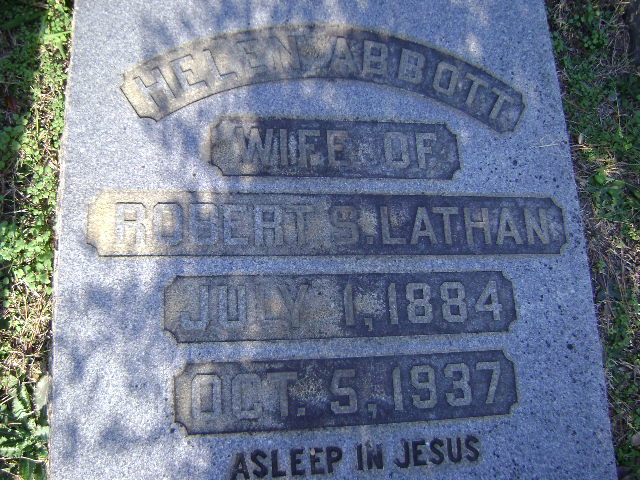 HELEN ABBOTT
WIFE OF
ROBERT S. LATHAN
JULY 1, 1884
OCT. 5, 1937
ASLEEP IN JESUS